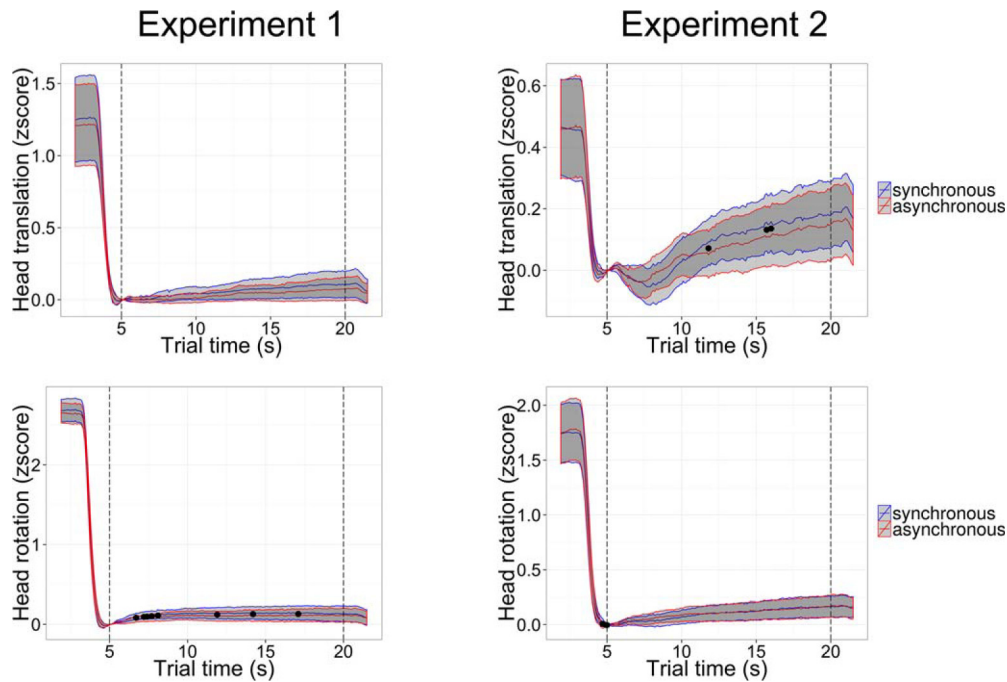 Experiment 1
Experiment 2
Head translation (zscore)
1.5
1.0
0.5
0.0
5
10
15
20
Trial time (s)
Head translation (zscore)
0.6
0.4
0.2
0.0
5
10
15
20
Trial time (s)
synchronous
asynchronous
Head rotation (zscore)
2
1
0
5
10
15
20
Trial time (s)
Head rotation (zscore)
2.0
1.5
1.0
0.5
0.0
5
10
15
20
Trial time (s)
synchronous
asynchronous